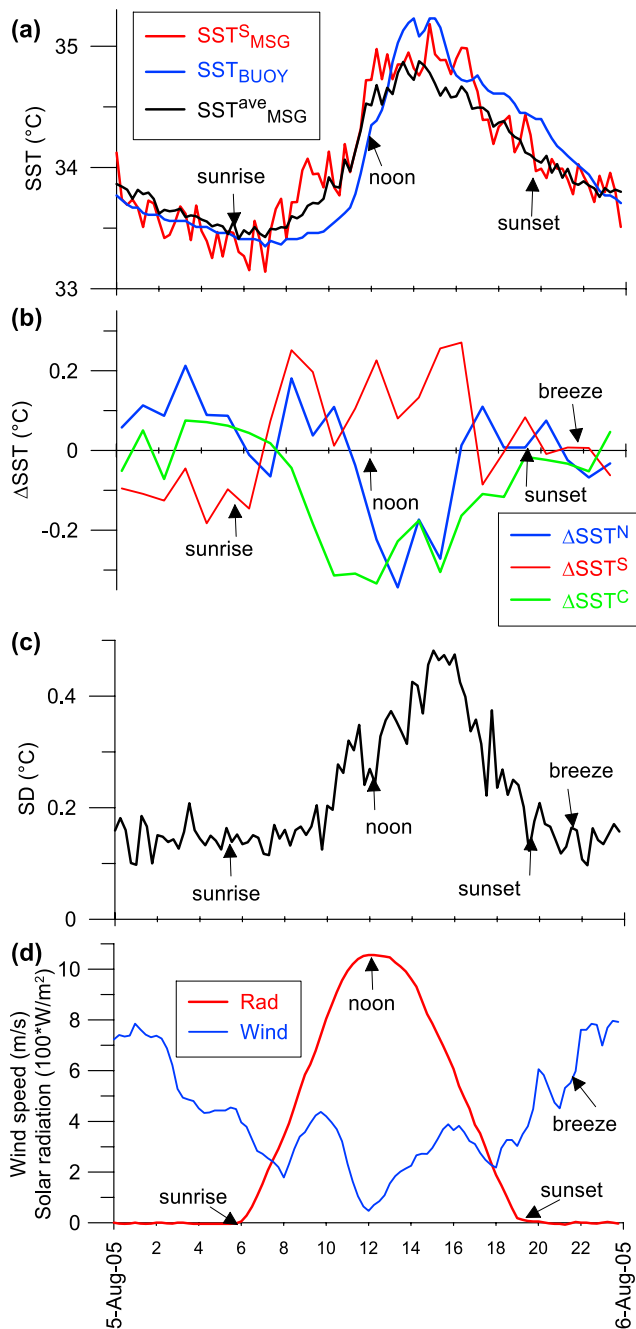 (a)
SST^S_MSG
SST_BUOY
SST^ave_MSG
35
34
33
SST (°C)
sunrise
noon
sunset
(b)
0.2
0
-0.2
ΔSST (°C)
sunrise
noon
breeze
sunset
ΔSST^N
ΔSST^S
ΔSST^C
(c)
0.4
0.2
0
SD (°C)
sunrise
noon
sunset
breeze
(d)
Rad
Wind
10
8
6
4
2
0
Wind speed (m/s)
Solar radiation (100*W/m²)
noon
sunrise
breeze
sunset
5-Aug-05
2 4 6 8 10 12 14 16 18 20 22
6-Aug-05